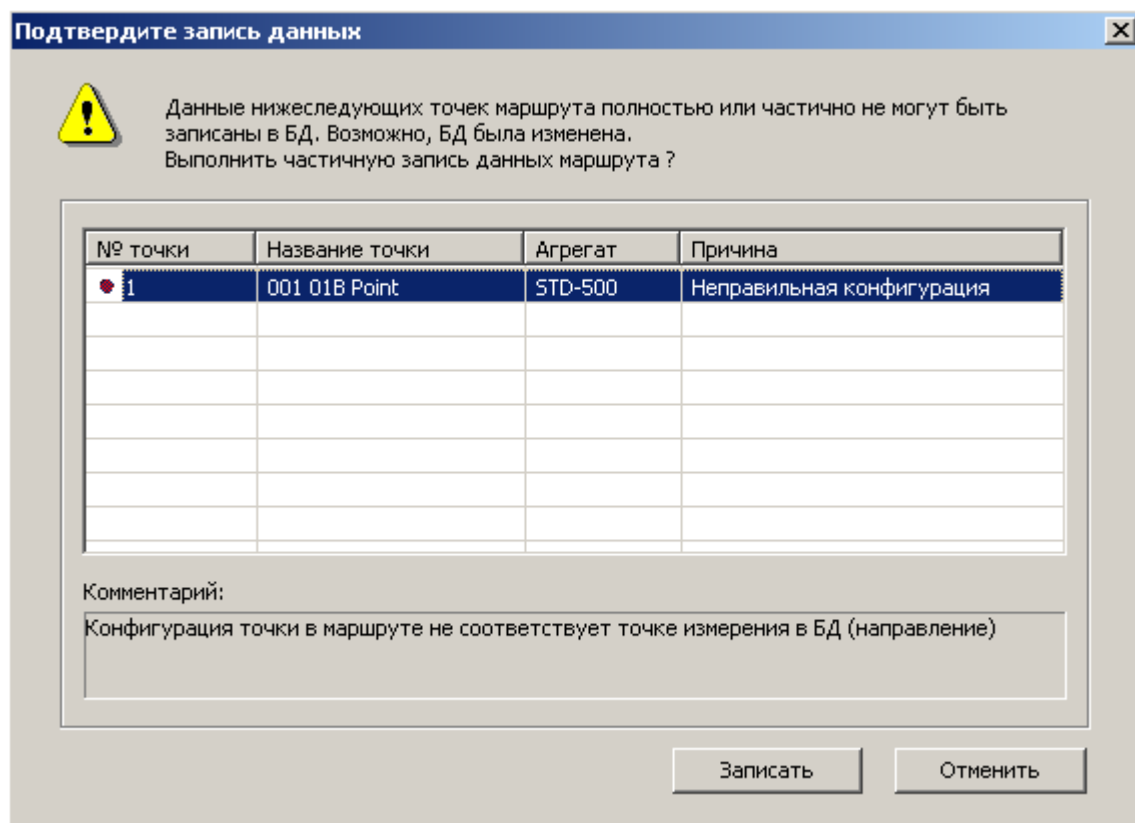 Подтвердите запись данных
Данные нижеследующих точек маршрута полностью или частично не могут быть
записаны в БД. Возможно, БД была изменена.
Выполнить частичную запись данных маршрута ?
№ точки Название точки Агрегат Причина
1 001 01В Point STD-500 Неправильная конфигурация
Комментарий:
Конфигурация точки в маршруте не соответствует точке измерения в БД (направление)
Записать Отменить